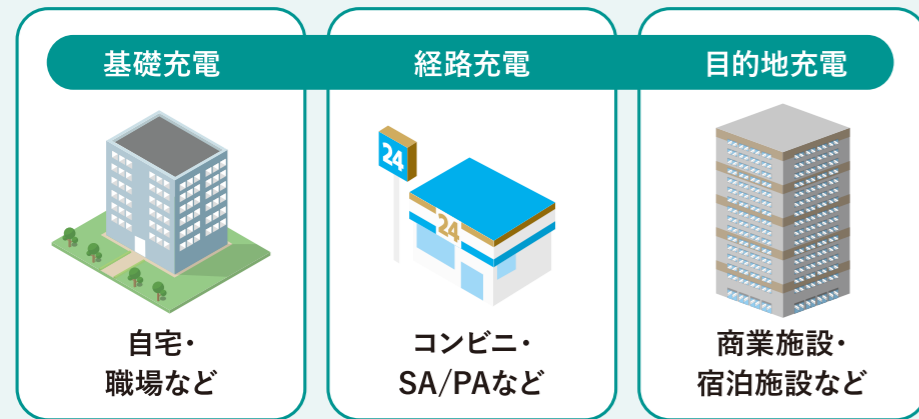 基礎充電
経路充電
目的地充電
24
24
自宅・
職場など
コンビニ・
SA/PAなど
商業施設・
宿泊施設など